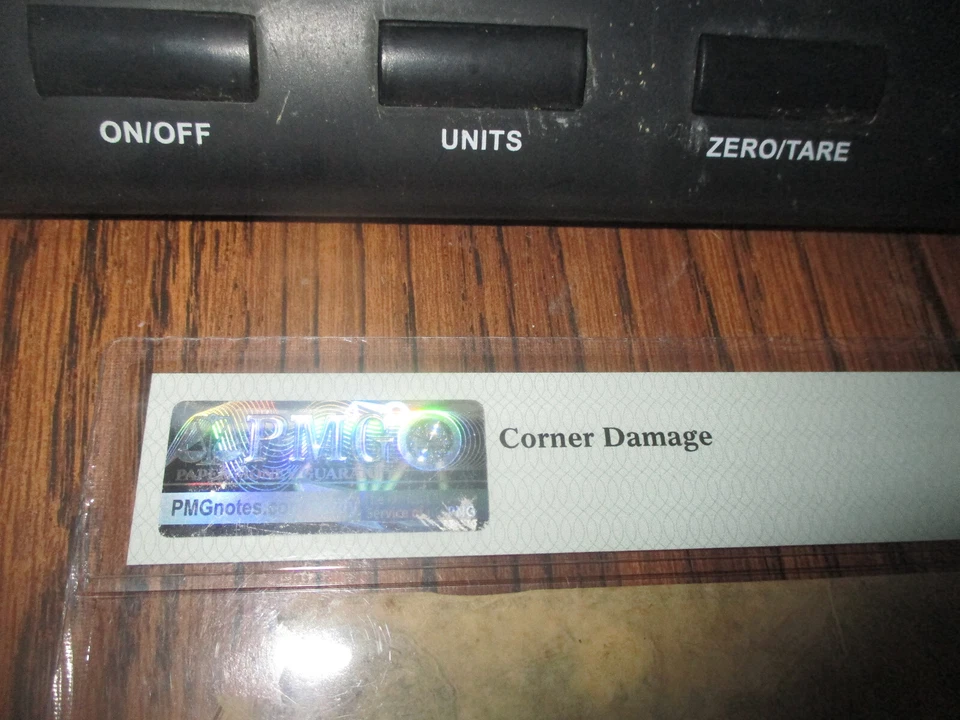 ON/OFF UNITS ZERO/TARE
PMG
Corner Damage
PMGnotes.com